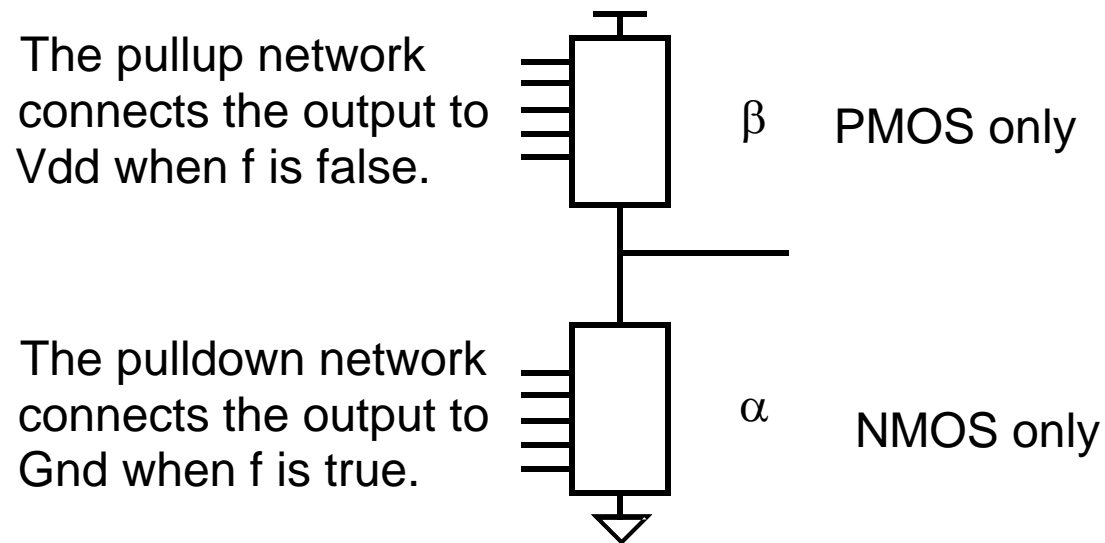 The pullup network
connects the output to
Vdd when f is false.
β
PMOS only
The pulldown network
connects the output to
Gnd when f is true.
α
NMOS only